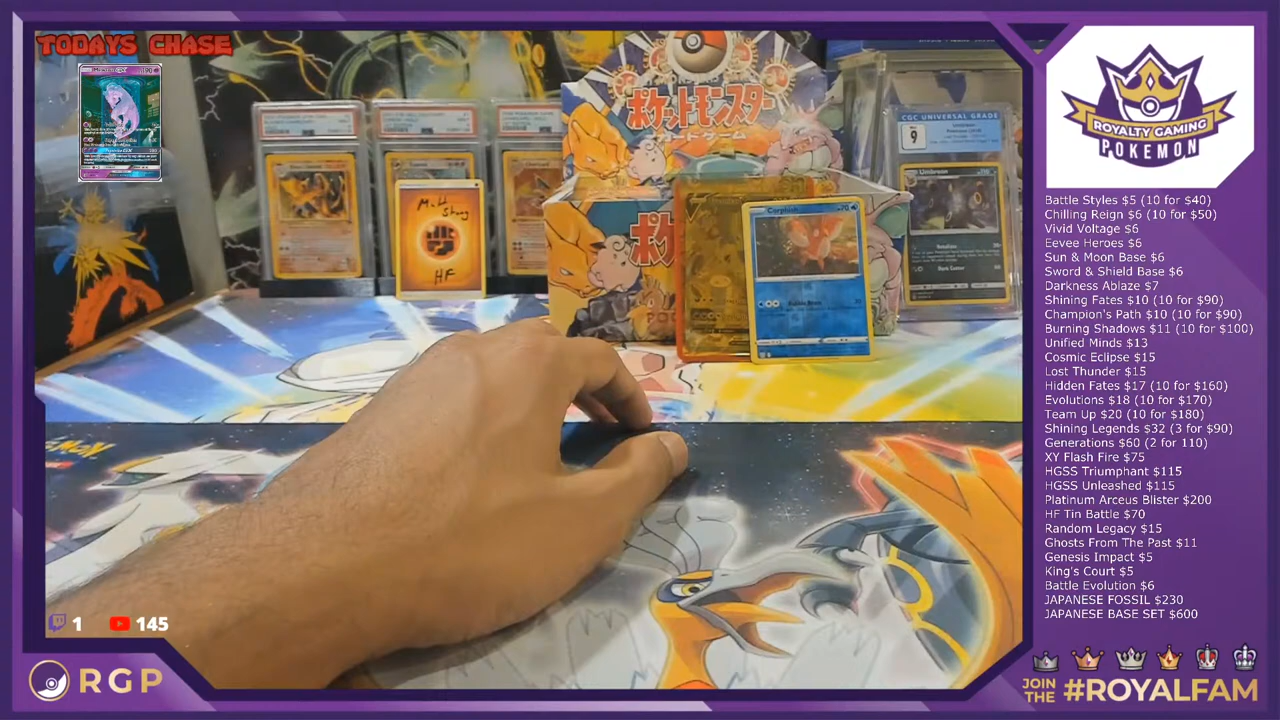 TODAYS CHASE
ポケットモンスター
カードゲーム
CGC UNIVERSAL GRADE
9
Umbreon
M.H
Shang
HF
Corphish
70
ROYALTY GAMING
POKEMON
Battle Styles $5 (10 for $40)
Chilling Reign $6 (10 for $50)
Vivid Voltage $6
Eevee Heroes $6
Sun & Moon Base $6
Sword & Shield Base $6
Darkness Ablaze $7
Shining Fates $10 (10 for $90)
Champion's Path $10 (10 for $90)
Burning Shadows $11 (10 for $100)
Unified Minds $13
Cosmic Eclipse $15
Lost Thunder $15
Hidden Fates $17 (10 for $160)
Evolutions $18 (10 for $170)
Team Up $20 (10 for $180)
Shining Legends $32 (3 for $90)
Generations $60 (2 for 110)
XY Flash Fire $75
HGSS Triumphant $115
HGSS Unleashed $115
Platinum Arceus Blister $200
HF Tin Battle $70
Random Legacy $15
Ghosts From The Past $11
Genesis Impact $5
King's Court $5
Battle Evolution $6
JAPANESE FOSSIL $230
JAPANESE BASE SET $600
1
145
RGP
JOIN THE #ROYALFAM